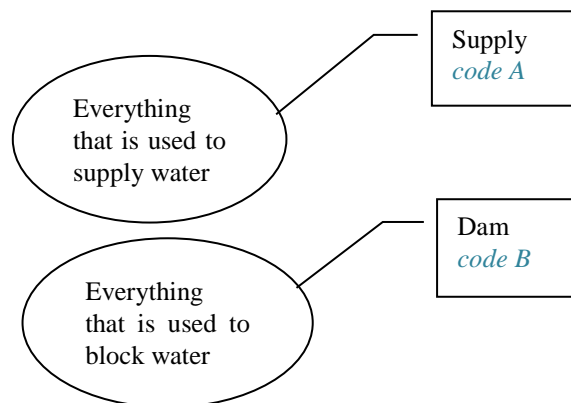 Supply
code A
Everything
that is used to
supply water
Dam
code B
Everything
that is used to
block water